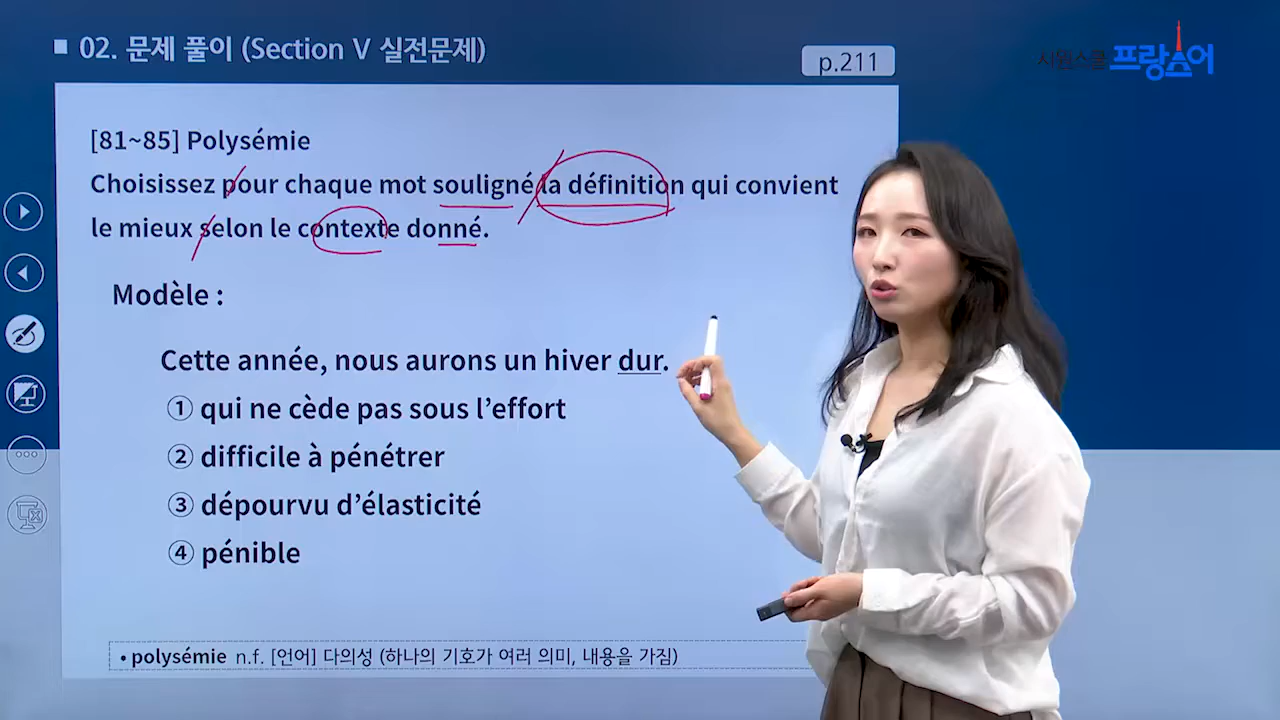 02. 문제 풀이 (Section V 실전문제)
p.211
시원스쿨 프랑스어
[81~85] Polysémie
Choisissez pour chaque mot souligné la définition qui convient
le mieux selon le contexte donné.
Modèle :
Cette année, nous aurons un hiver dur.
① qui ne cède pas sous l’effort
② difficile à pénétrer
③ dépourvu d’élasticité
④ pénible
• polysémie n.f. [언어] 다의성 (하나의 기호가 여러 의미, 내용을 가짐)